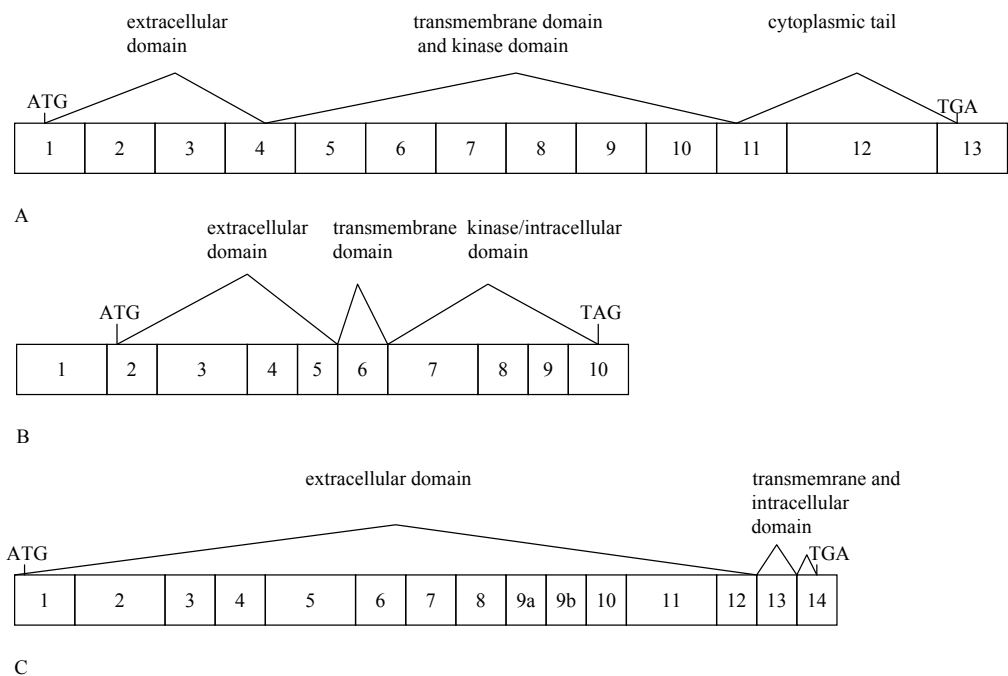 extracellular
domain
transmembrane domain
and kinase domain
cytoplasmic tail
ATG
TGA
1 2 3 4 5 6 7 8 9 10 11 12 13
A
extracellular
domain
transmembrane
domain
kinase/intracellular
domain
ATG
TAG
1 2 3 4 5 6 7 8 9 10
B
extracellular domain
transmemrane and
intracellular
domain
ATG
TGA
1 2 3 4 5 6 7 8 9a 9b 10 11 12 13 14
C